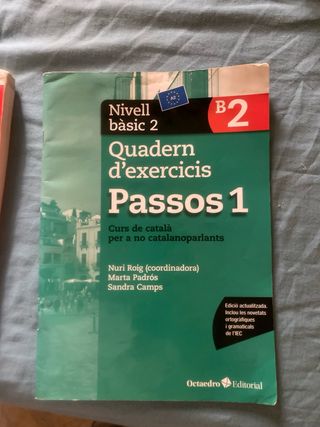 A2
Nivell
bàsic 2
B2
Quadern
d'exercicis
Passos 1
Curs de català
per a no catalanoparlants
Nuri Roig (coordinadora)
Marta Padrós
Sandra Camps
Edició actualitzada.
Inclou les novetats
ortogràfiques
i gramaticals
de l'IEC
Octaedro Editorial